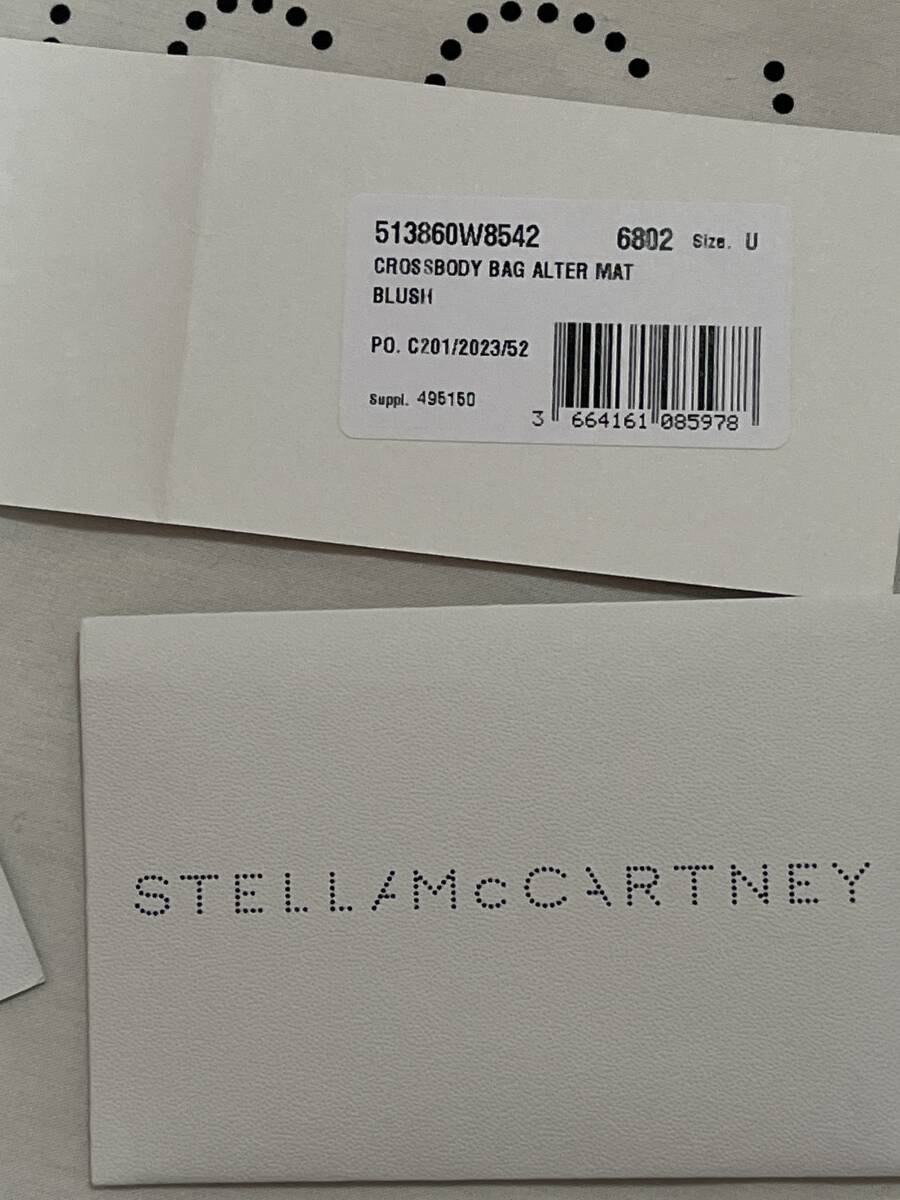 513860W8542 6802 Size. U
CROSSBODY BAG ALTER MAT
BLUSH
PO. C201/2023/52
Suppl. 495150
3 664161 085978
STELLAMcCARTNEY